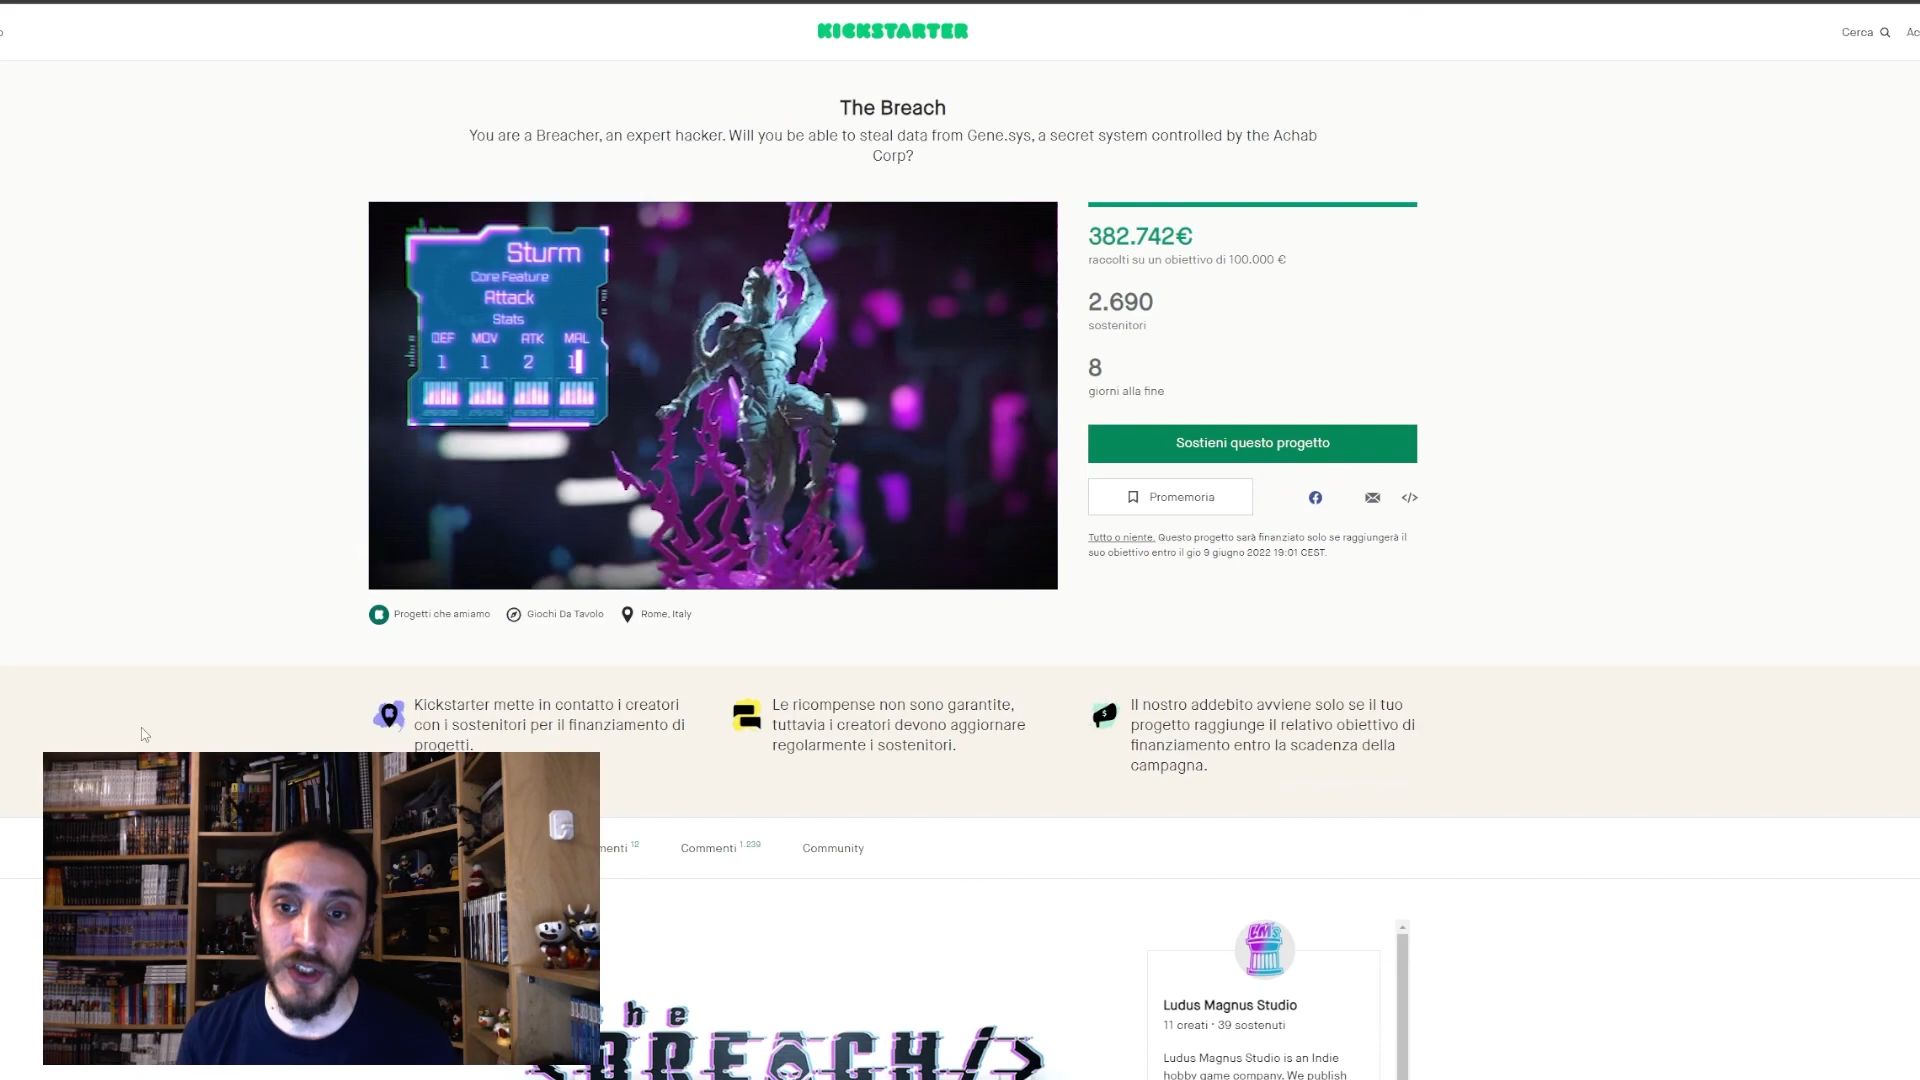 KICKSTARTER
Cerca
The Breach
You are a Breacher, an expert hacker. Will you be able to steal data from Gene.sys, a secret system controlled by the Achab
Corp?
Sturm
Core Feature
Attack
Stats
DEF MOV ATK MAL
1 1 2 1
382.742€
raccolti su un obiettivo di 100.000 €
2.690
sostenitori
8
giorni alla fine
Sostieni questo progetto
Promemoria
</>
Tutto o niente. Questo progetto sarà finanziato solo se raggiungerà il
suo obiettivo entro il gio 9 giugno 2022 19:01 CEST.
Progetti che amiamo
Giochi Da Tavolo
Rome, Italy
Kickstarter mette in contatto i creatori
con i sostenitori per il finanziamento di
progetti.
Le ricompense non sono garantite,
tuttavia i creatori devono aggiornare
regolarmente i sostenitori.
Il nostro addebito avviene solo se il tuo
progetto raggiunge il relativo obiettivo di
finanziamento entro la scadenza della
campagna.
menti 12
Commenti 1.239
Community
LMS
Ludus Magnus Studio
11 creati • 39 sostenuti
Ludus Magnus Studio is an Indie
hobby game company. We publish
the
BREACH/>